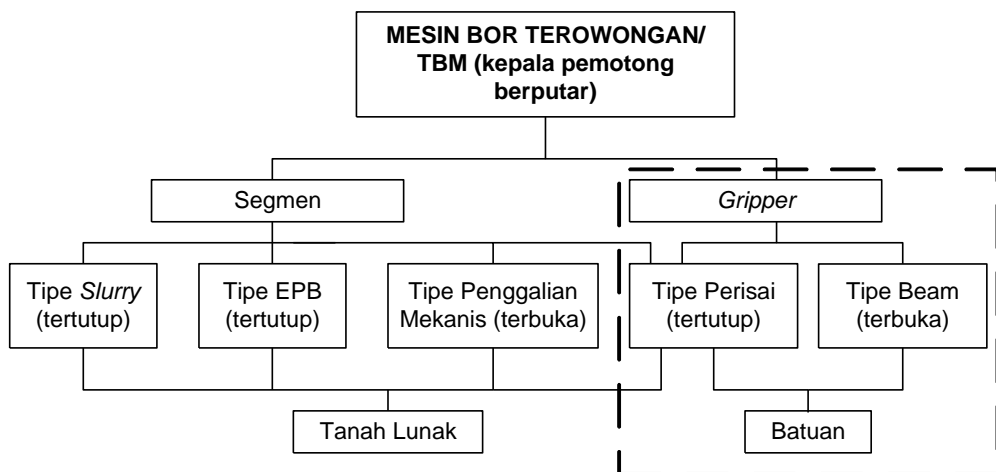 MESIN BOR TEROWONGAN/
TBM (kepala pemotong
berputar)
Segmen
Gripper
Tipe Slurry
(tertutup)
Tipe EPB
(tertutup)
Tipe Penggalian
Mekanis (terbuka)
Tipe Perisai
(tertutup)
Tipe Beam
(terbuka)
Tanah Lunak
Batuan